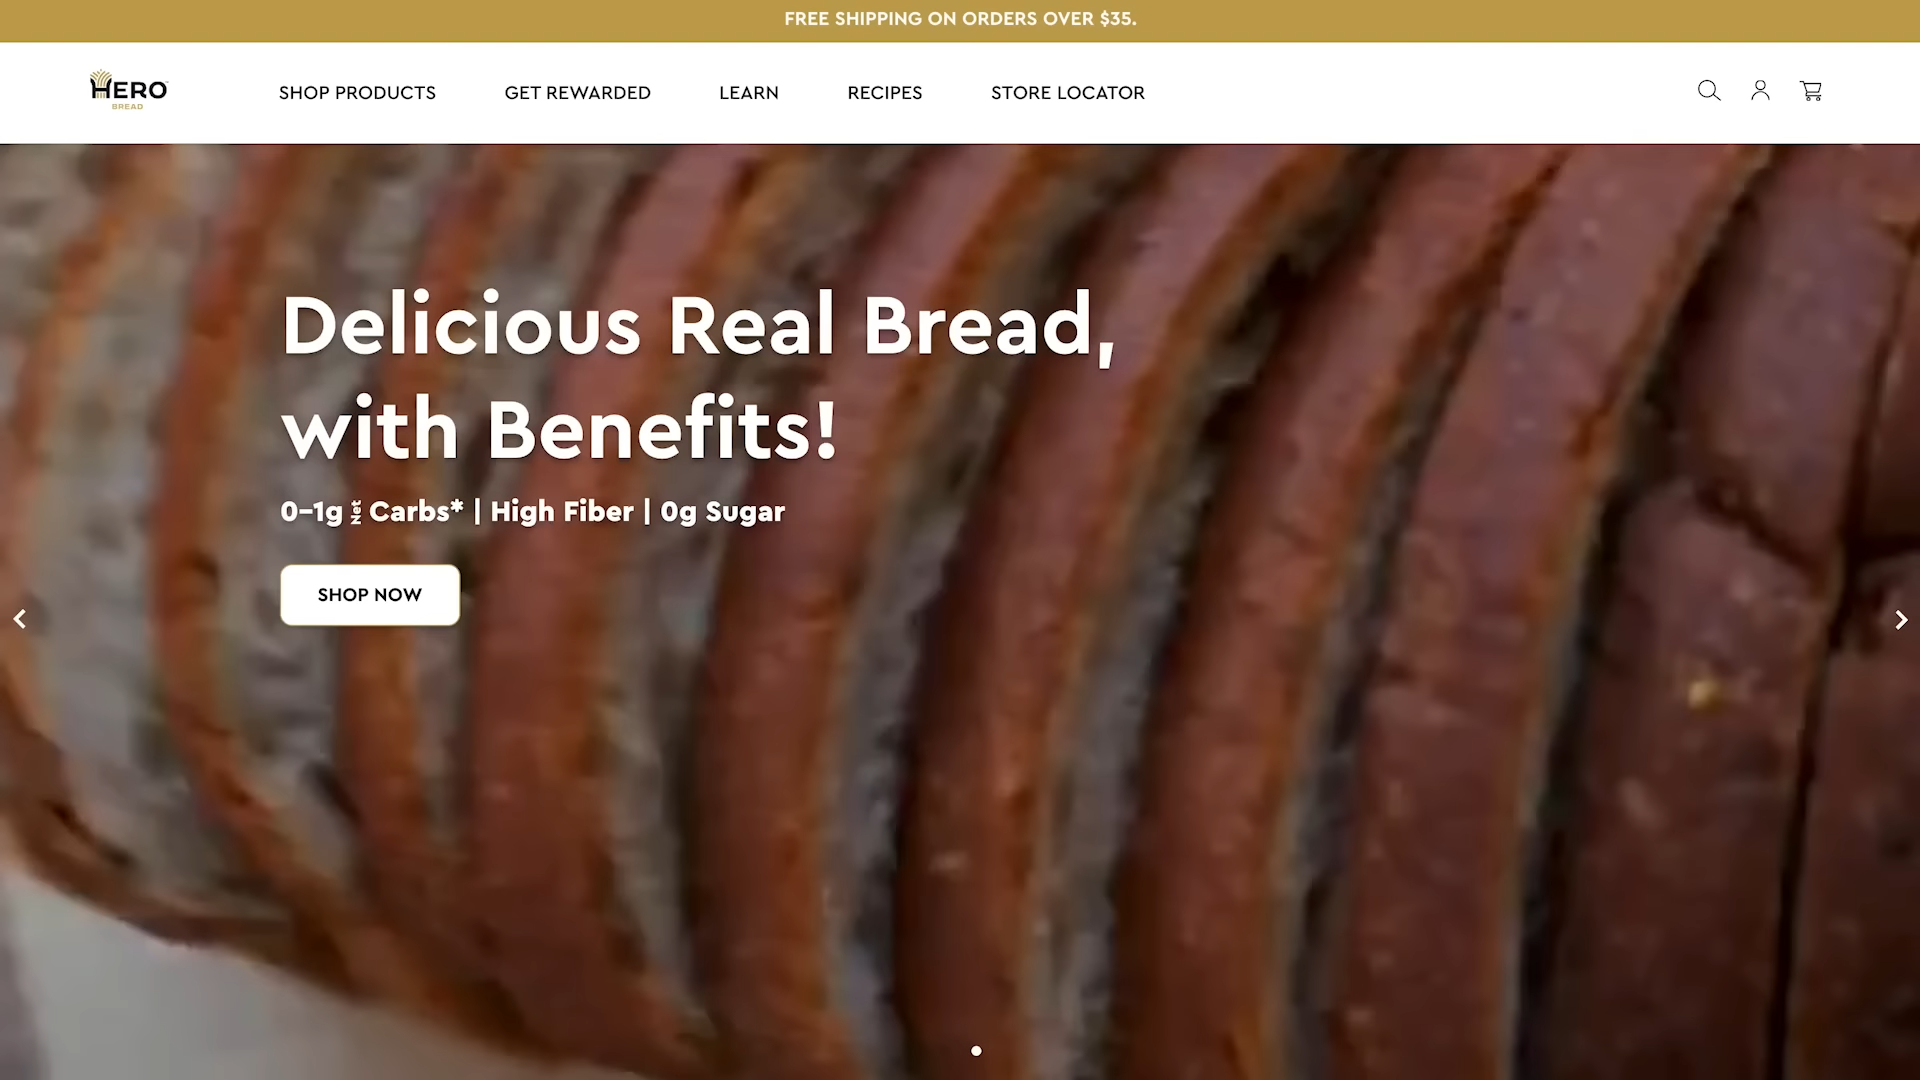 FREE SHIPPING ON ORDERS OVER $35.
HERO
BREAD
SHOP PRODUCTS
GET REWARDED
LEARN
RECIPES
STORE LOCATOR
Delicious Real Bread,
with Benefits!
0-1g Net Carbs* | High Fiber | 0g Sugar
SHOP NOW